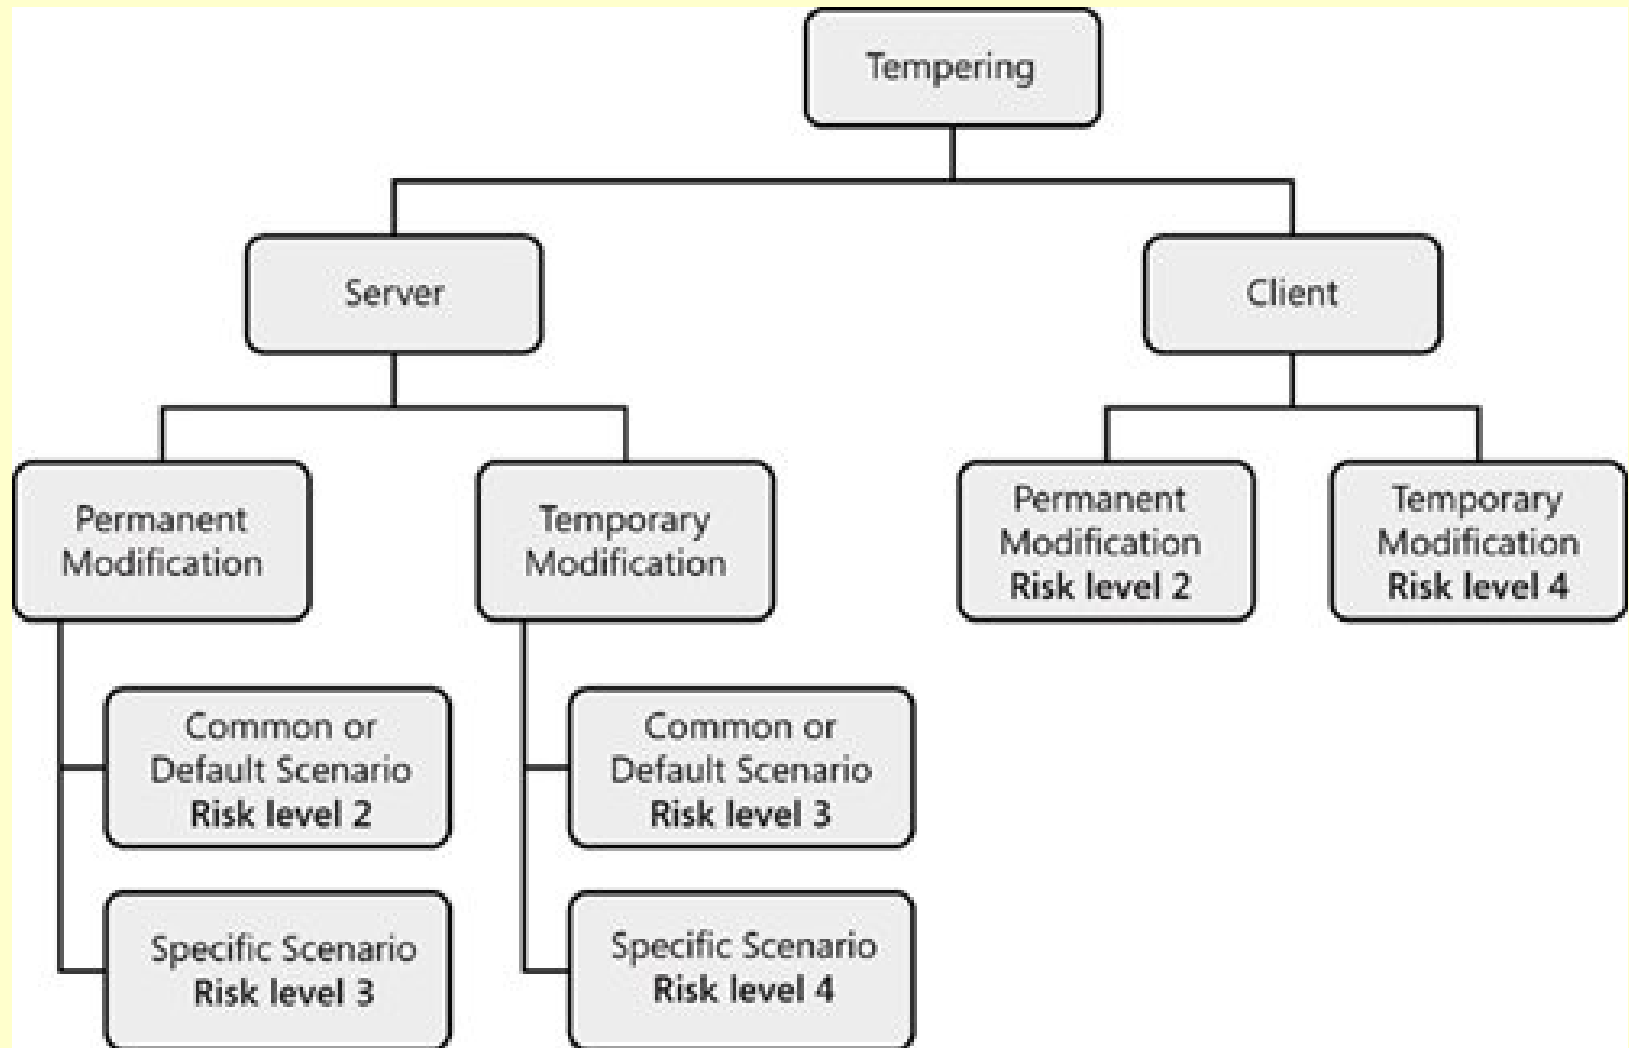 Tempering
Server
Client
Permanent
Modification
Temporary
Modification
Permanent
Modification
Risk level 2
Temporary
Modification
Risk level 4
Common or
Default Scenario
Risk level 2
Common or
Default Scenario
Risk level 3
Specific Scenario
Risk level 3
Specific Scenario
Risk level 4